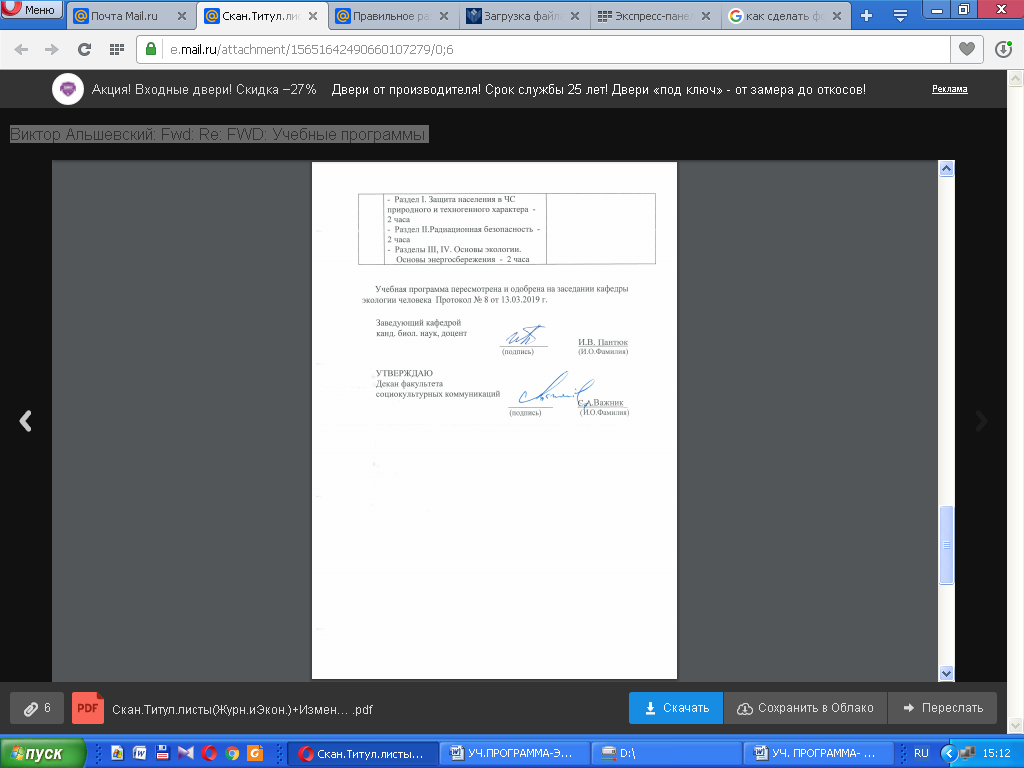 Меню
Почта Mail.ru
Скан.Титул.лис
Правильное ра
Загрузка файл
Экспресс-пане
как сделать ф
e.mail.ru/attachment/15651642490660107279/0;6
Акция! Входные двери! Скидка –27% Двери от производителя! Срок службы 25 лет! Двери «под ключ» - от замера до откосов!
Реклама
Виктор Альшевский: Fwd: Re: FWD: Учебные программы
- Раздел I. Защита населения в ЧС
природного и техногенного характера -
2 часа
- Раздел II.Радиационная безопасность -
2 часа
- Разделы III, IV. Основы экологии.
Основы энергосбережения - 2 часа
Учебная программа пересмотрена и одобрена на заседании кафедры
экологии человека Протокол № 8 от 13.03.2019 г.
Заведующий кафедрой
канд. биол. наук, доцент
И.В. Пантюк
(подпись) (И.О.Фамилия)
УТВЕРЖДАЮ
Декан факультета
социокультурных коммуникаций
С.А.Важник
(подпись) (И.О.Фамилия)
6
PDF
Скан.Титул.листы(Журн.иЭкон.)+Измен... .pdf
Скачать
Сохранить в Облако
Переслать
пуск
Скан.Титул.листы...
УЧ.ПРОГРАММА-Э...
D:\
УЧ. ПРОГРАММА- ...
RU
15:12